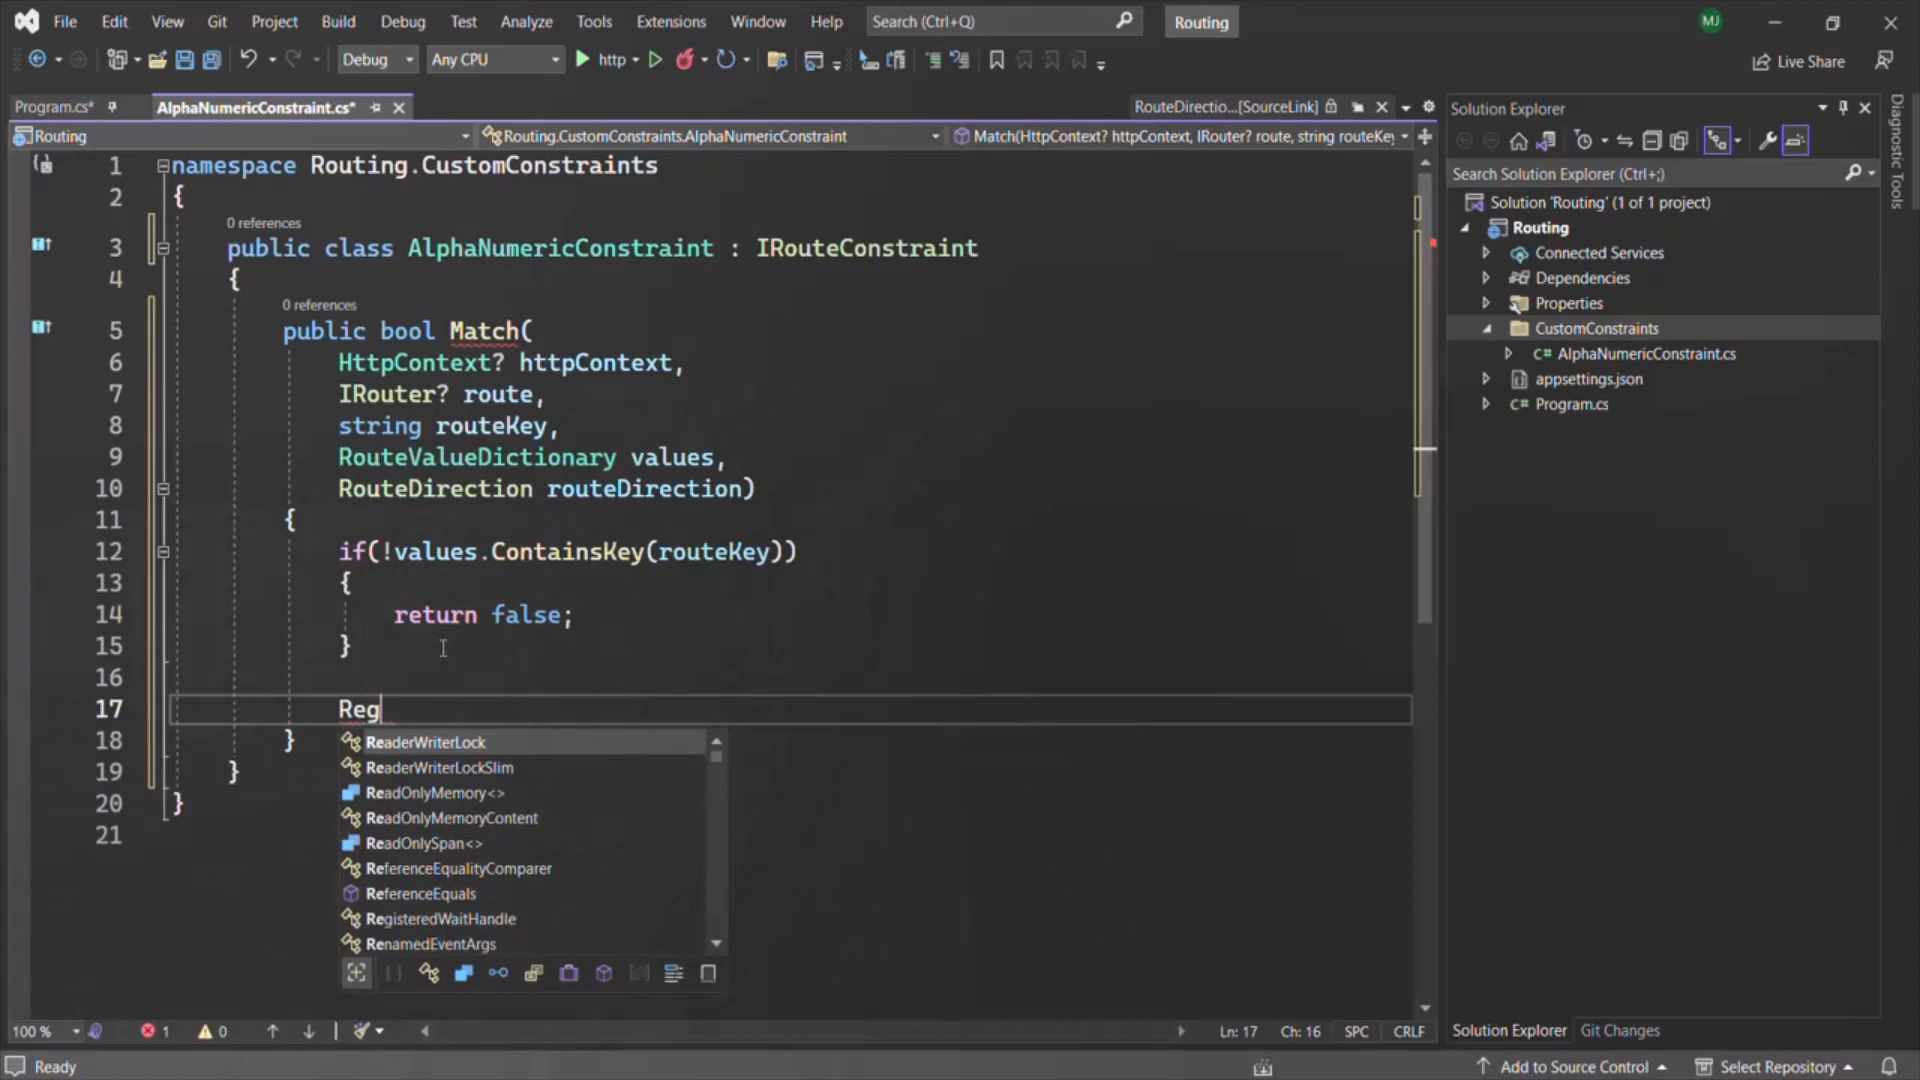 File Edit View Git Project Build Debug Test Analyze Tools Extensions Window Help Search (Ctrl+Q) Routing MJ
Debug Any CPU http Live Share
Program.cs* AlphaNumericConstraint.cs* RouteDirectio...[SourceLink]
Routing Routing.CustomConstraints.AlphaNumericConstraint Match(HttpContext? httpContext, IRouter? route, string routeKey
1 namespace Routing.CustomConstraints
2 {
0 references
3 public class AlphaNumericConstraint : IRouteConstraint
4 {
0 references
5 public bool Match(
6 HttpContext? httpContext,
7 IRouter? route,
8 string routeKey,
9 RouteValueDictionary values,
10 RouteDirection routeDirection)
11 {
12 if(!values.ContainsKey(routeKey))
13 {
14 return false;
15 }
16
17 Reg
18 }
19 }
20 }
21
ReaderWriterLock
ReaderWriterLockSlim
ReadOnlyMemory<>
ReadOnlyMemoryContent
ReadOnlySpan<>
ReferenceEqualityComparer
ReferenceEquals
RegisteredWaitHandle
RenamedEventArgs
100 % 1 0 Ln: 17 Ch: 16 SPC CRLF
Solution Explorer
Search Solution Explorer (Ctrl+;)
Solution 'Routing' (1 of 1 project)
Routing
Connected Services
Dependencies
Properties
CustomConstraints
C# AlphaNumericConstraint.cs
appsettings.json
C# Program.cs
Solution Explorer Git Changes
Diagnostic Tools
Ready Add to Source Control Select Repository